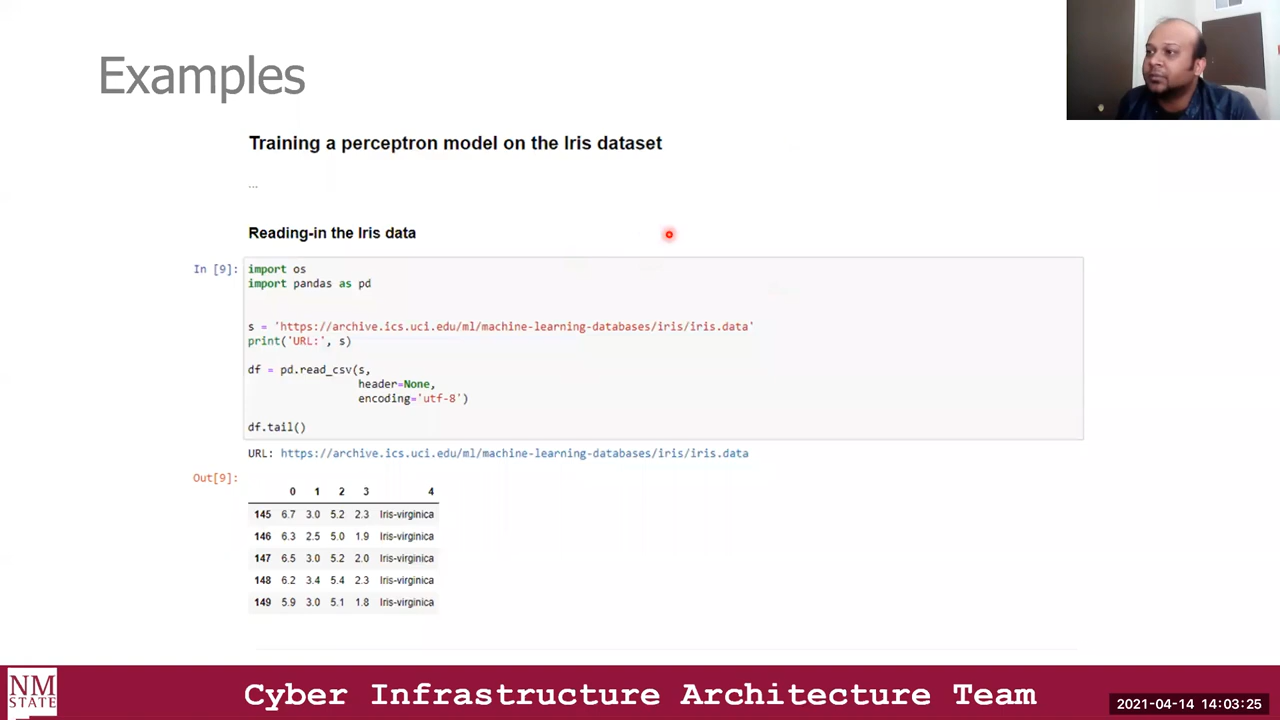 Examples
Training a perceptron model on the Iris dataset
...
Reading-in the Iris data
In [9]:
import os
import pandas as pd
s = 'https://archive.ics.uci.edu/ml/machine-learning-databases/iris/iris.data'
print('URL:', s)
df = pd.read_csv(s,
header=None,
encoding='utf-8')
df.tail()
URL: https://archive.ics.uci.edu/ml/machine-learning-databases/iris/iris.data
Out[9]:
0 1 2 3 4
145 6.7 3.0 5.2 2.3 Iris-virginica
146 6.3 2.5 5.0 1.9 Iris-virginica
147 6.5 3.0 5.2 2.0 Iris-virginica
148 6.2 3.4 5.4 2.3 Iris-virginica
149 5.9 3.0 5.1 1.8 Iris-virginica
NM
STATE
Cyber Infrastructure Architecture Team
2021-04-14 14:03:25